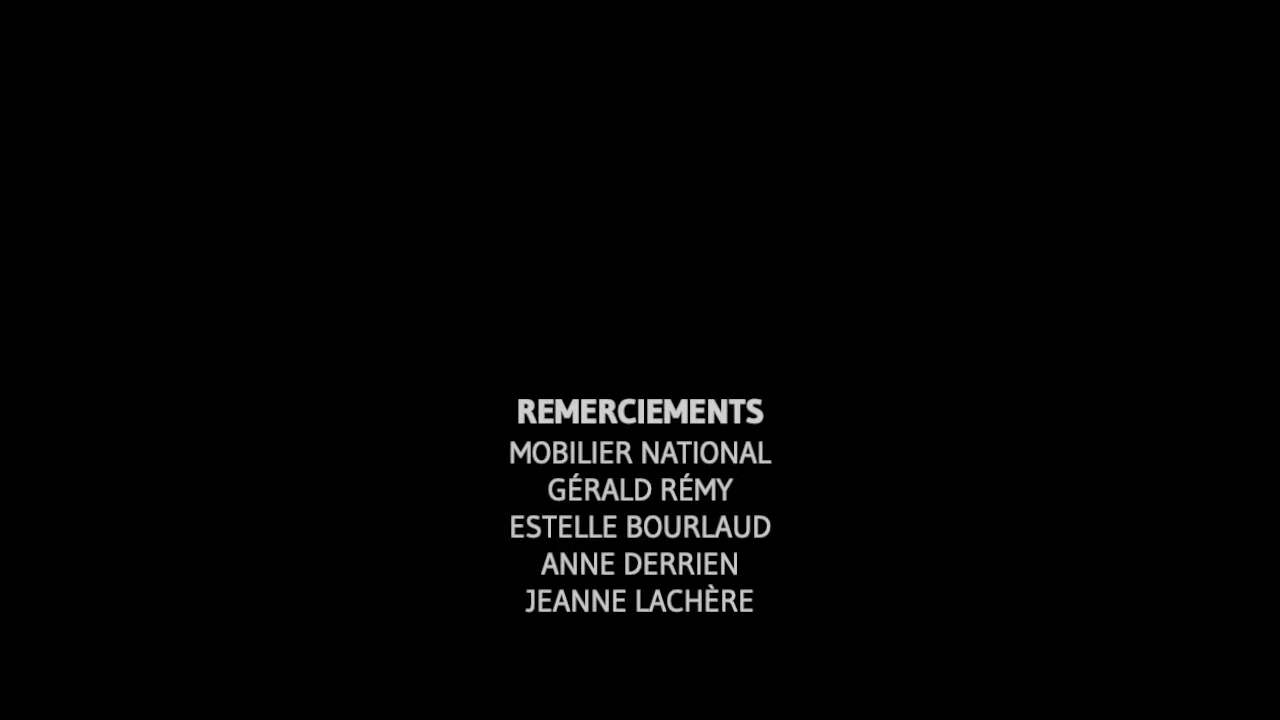 REMERCIEMENTS
MOBILIER NATIONAL
GÉRALD RÉMY
ESTELLE BOURLAUD
ANNE DERRIEN
JEANNE LACHÈRE